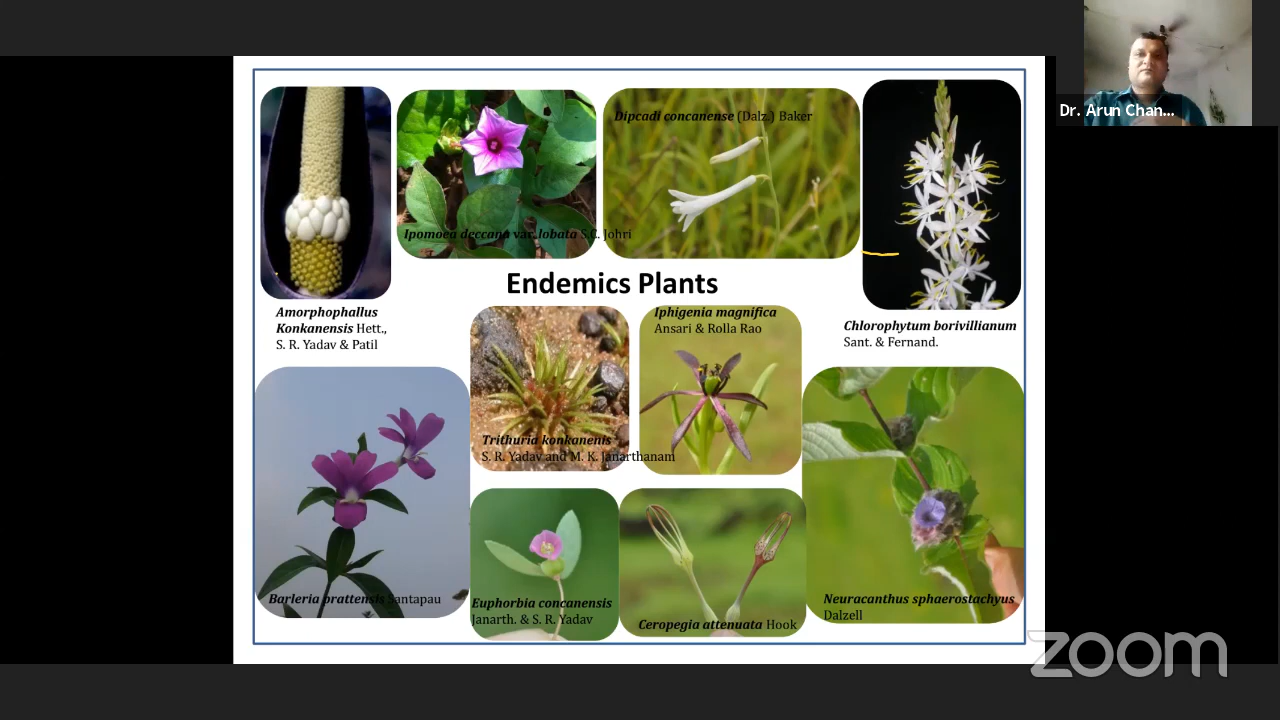 Dr. Arun Chan...
Dipcadi concanense (Dalz.) Baker
Ipomoea deccana var. lobata S.C. Johri
Endemics Plants
Amorphophallus
Konkanensis Hett.,
S. R. Yadav & Patil
Iphigenia magnifica
Ansari & Rolla Rao
Chlorophytum borivillianum
Sant. & Fernand.
Trithuria konkanenis
S. R. Yadav and M. K. Janarthanam
Barleria prattensis Santapau
Euphorbia concanensis
Janarth. & S. R. Yadav
Ceropegia attenuata Hook
Neuracanthus sphaerostachyus
Dalzell
zoom